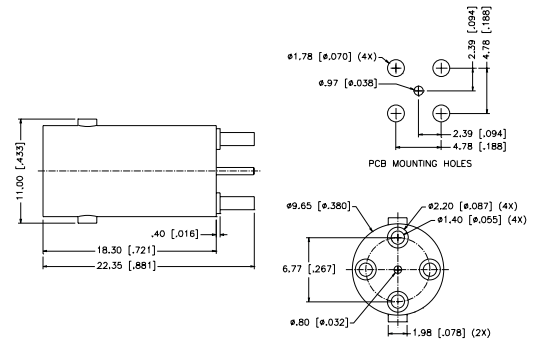 ø1.78 [ø.070] (4X)
ø.97 [ø.038]
2.39 [.094]
4.78 [.188]
2.39 [.094]
4.78 [.188]
PCB MOUNTING HOLES
11.00 [.433]
.40 [.016]
18.30 [.721]
22.35 [.881]
ø9.65 [ø.380]
ø2.20 [ø.087] (4X)
ø1.40 [ø.055] (4X)
6.77 [.267]
ø.80 [ø.032]
1.98 [.078] (2X)